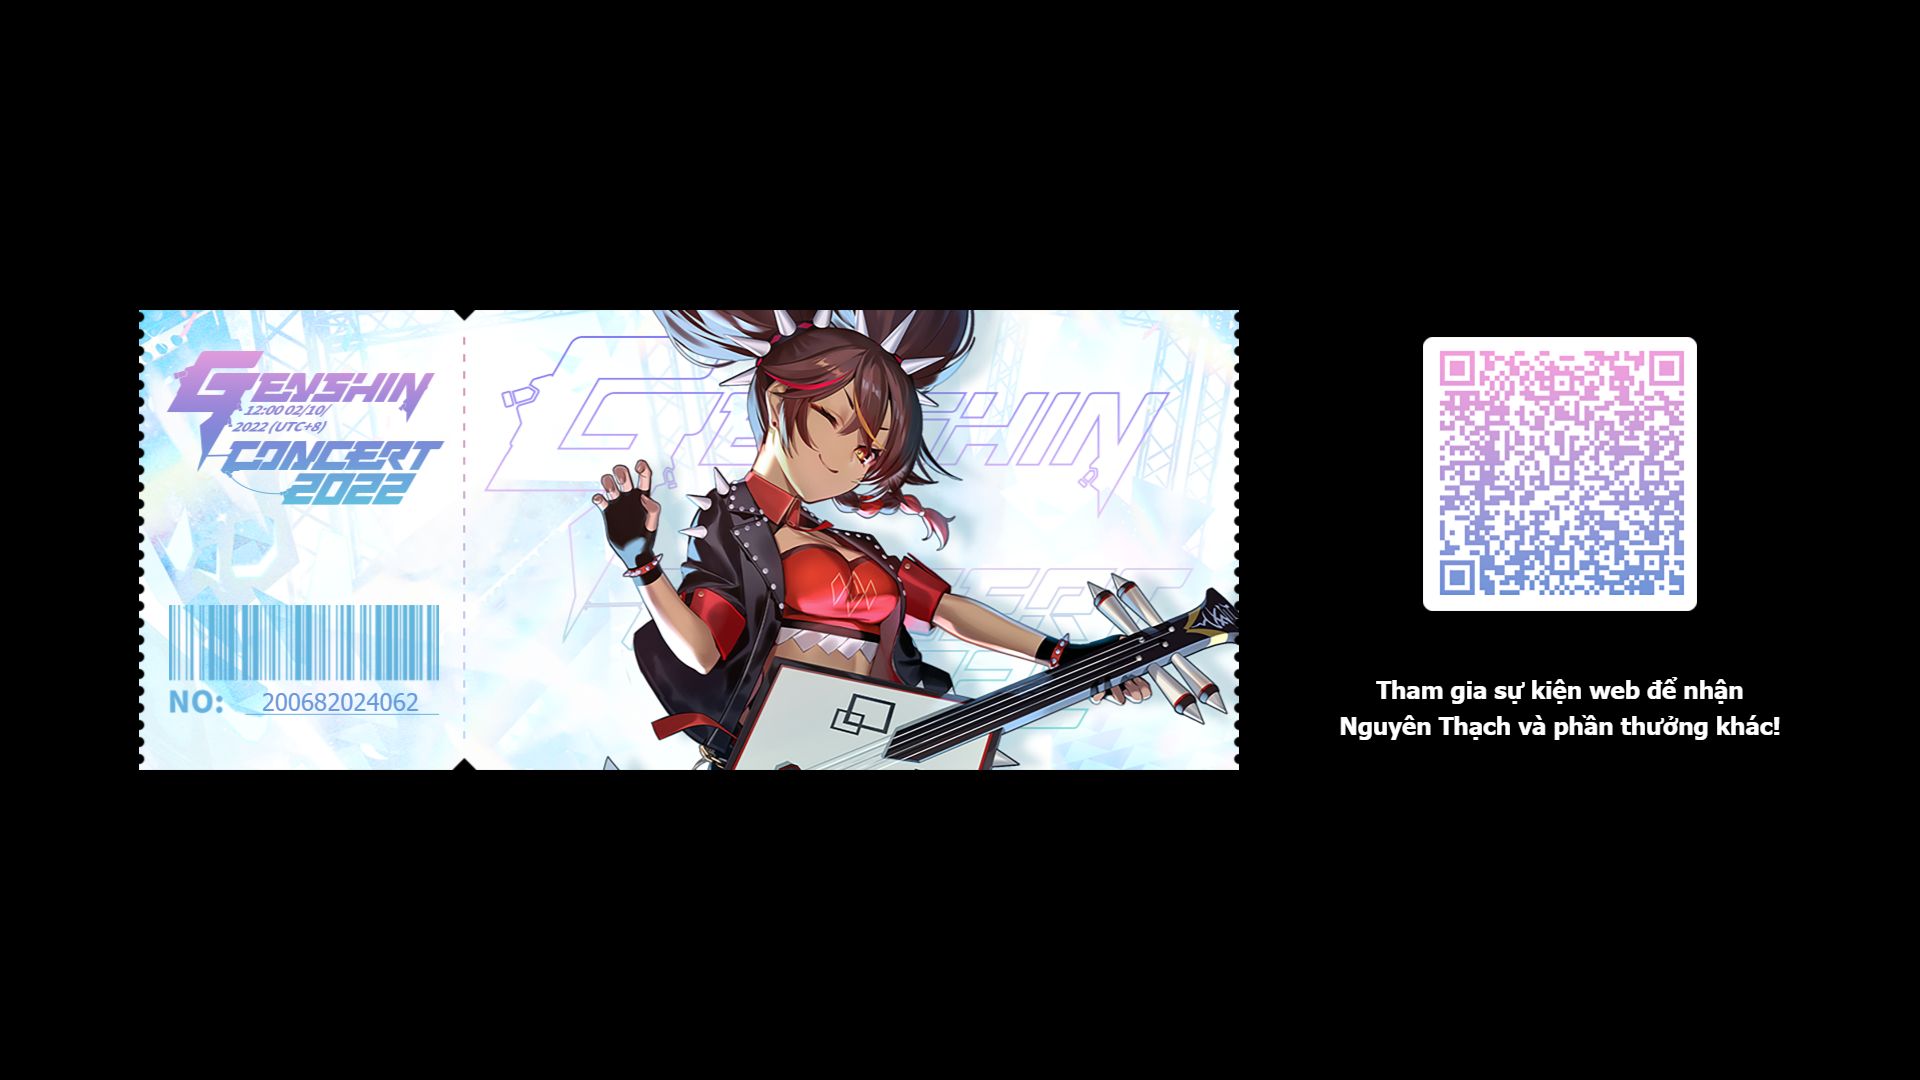 GENSHIN
12:00 02/10/
2022 (UTC+8)
CONCERT
2022
NO: 200682024062
GENSHIN
CONCERT
Tham gia sự kiện web để nhận
Nguyên Thạch và phần thưởng khác!